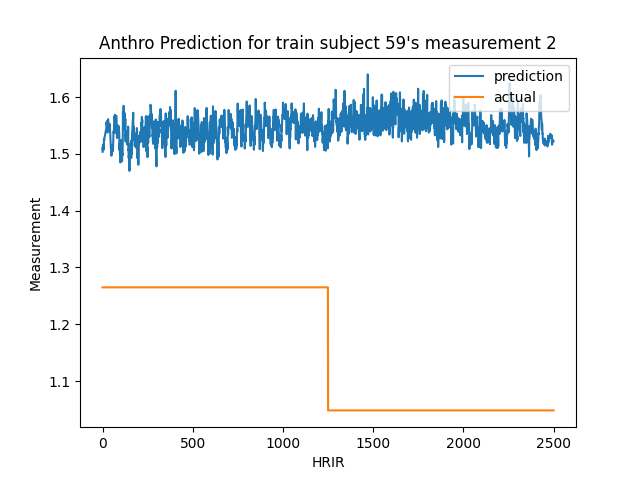 Anthro Prediction for train subject 59's measurement 2
prediction
actual
1.6
1.5
1.4
1.3
1.2
1.1
Measurement
0
500
1000
1500
2000
2500
HRIR